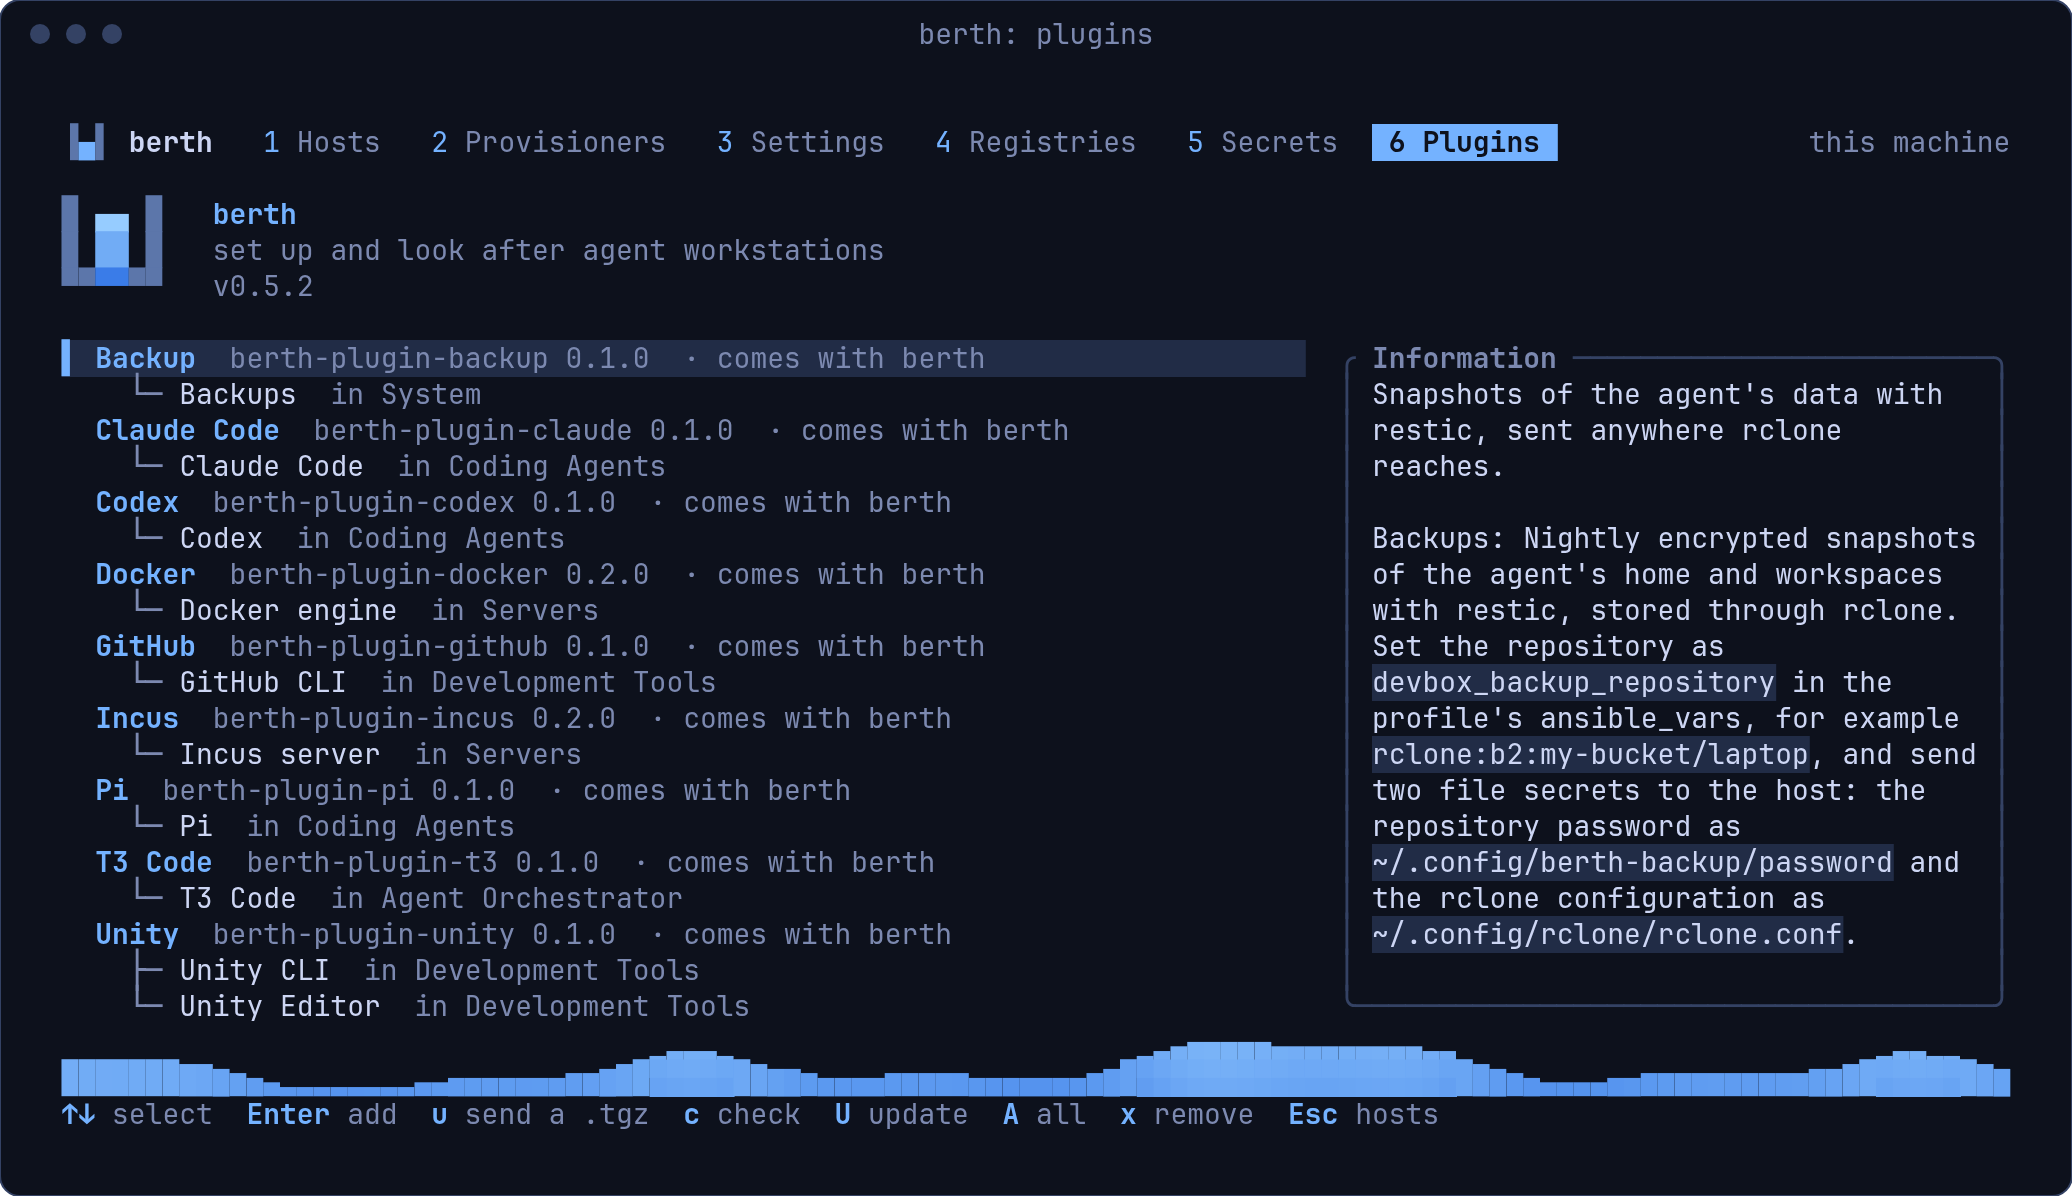 berth: plugins
berth 1 Hosts 2 Provisioners 3 Settings 4 Registries 5 Secrets 6 Plugins this machine
berth
set up and look after agent workstations
v0.5.2
Backup berth-plugin-backup 0.1.0 · comes with berth
└─ Backups in System
Claude Code berth-plugin-claude 0.1.0 · comes with berth
└─ Claude Code in Coding Agents
Codex berth-plugin-codex 0.1.0 · comes with berth
└─ Codex in Coding Agents
Docker berth-plugin-docker 0.2.0 · comes with berth
└─ Docker engine in Servers
GitHub berth-plugin-github 0.1.0 · comes with berth
└─ GitHub CLI in Development Tools
Incus berth-plugin-incus 0.2.0 · comes with berth
└─ Incus server in Servers
Pi berth-plugin-pi 0.1.0 · comes with berth
└─ Pi in Coding Agents
T3 Code berth-plugin-t3 0.1.0 · comes with berth
└─ T3 Code in Agent Orchestrator
Unity berth-plugin-unity 0.1.0 · comes with berth
├─ Unity CLI in Development Tools
└─ Unity Editor in Development Tools
Information
Snapshots of the agent's data with
restic, sent anywhere rclone
reaches.
Backups: Nightly encrypted snapshots
of the agent's home and workspaces
with restic, stored through rclone.
Set the repository as
devbox_backup_repository in the
profile's ansible_vars, for example
rclone:b2:my-bucket/laptop, and send
two file secrets to the host: the
repository password as
~/.config/berth-backup/password and
the rclone configuration as
~/.config/rclone/rclone.conf.
↑↓ select Enter add u send a .tgz c check U update A all x remove Esc hosts